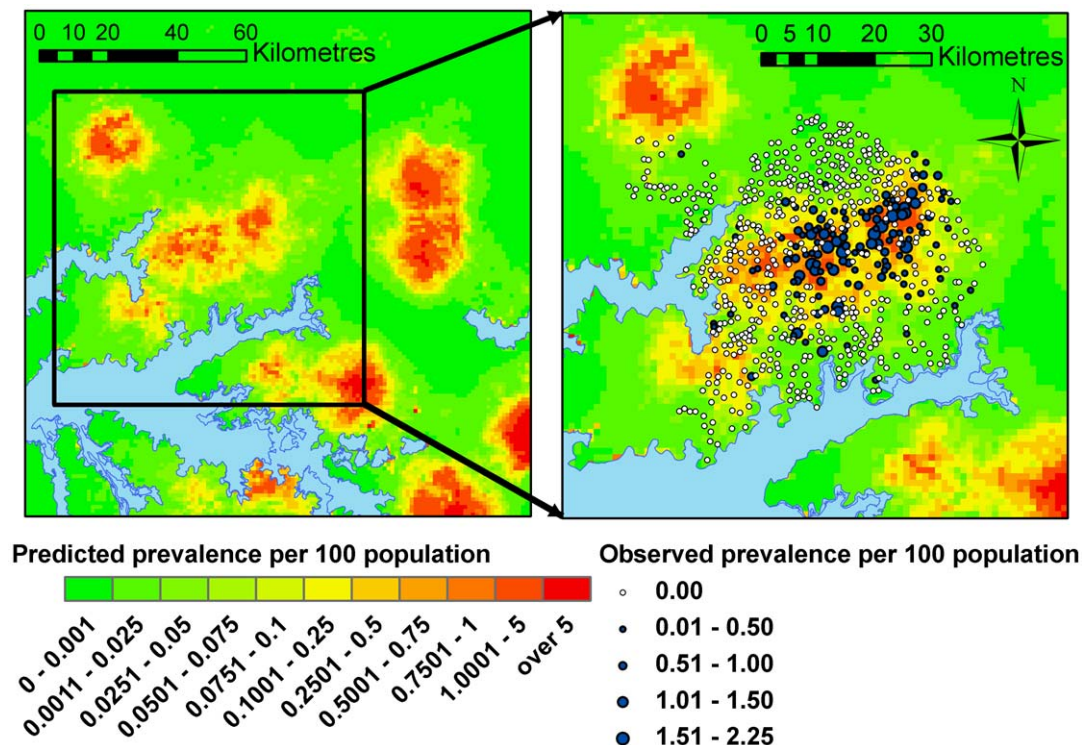 0 10 20 40 60
Kilometres
0 5 10 20 30
Kilometres
N
Predicted prevalence per 100 population
0 - 0.001
0.0011 - 0.025
0.0251 - 0.05
0.0501 - 0.075
0.0751 - 0.1
0.1001 - 0.25
0.2501 - 0.5
0.5001 - 0.75
0.7501 - 1
1.0001 - 5
over 5
Observed prevalence per 100 population
0.00
0.01 - 0.50
0.51 - 1.00
1.01 - 1.50
1.51 - 2.25